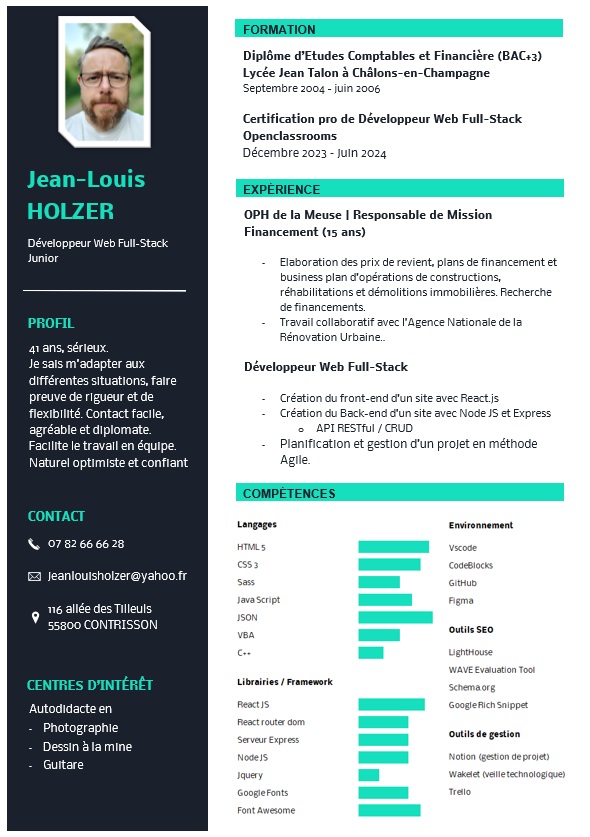 Jean-Louis
HOLZER
Développeur Web Full-Stack
Junior
PROFIL
41 ans, sérieux.
Je sais m'adapter aux
différentes situations, faire
preuve de rigueur et de
flexibilité. Contact facile,
agréable et diplomate.
Facilite le travail en équipe.
Naturel optimiste et confiant
CONTACT
07 82 66 66 28
jeanlouisholzer@yahoo.fr
116 allée des Tilleuls
55800 CONTRISSON
CENTRES D'INTÉRÊT
Autodidacte en
- Photographie
- Dessin à la mine
- Guitare
FORMATION
Diplôme d'Etudes Comptables et Financière (BAC+3)
Lycée Jean Talon à Châlons-en-Champagne
Septembre 2004 - juin 2006
Certification pro de Développeur Web Full-Stack
Openclassrooms
Décembre 2023 - Juin 2024
EXPÉRIENCE
OPH de la Meuse | Responsable de Mission
Financement (15 ans)
- Elaboration des prix de revient, plans de financement et
business plan d'opérations de constructions,
réhabilitations et démolitions immobilières. Recherche
de financements.
- Travail collaboratif avec l'Agence Nationale de la
Rénovation Urbaine..
Développeur Web Full-Stack
- Création du front-end d'un site avec React.js
- Création du Back-end d'un site avec Node JS et Express
o API RESTful / CRUD
- Planification et gestion d'un projet en méthode
Agile.
COMPÉTENCES
Langages
HTML 5
CSS 3
Sass
Java Script
JSON
VBA
C++
Librairies / Framework
React JS
React router dom
Serveur Express
Node JS
Jquery
Google Fonts
Font Awesome
Environnement
Vscode
CodeBlocks
GitHub
Figma
Outils SEO
LightHouse
WAVE Evaluation Tool
Schema.org
Google Rich Snippet
Outils de gestion
Notion (gestion de projet)
Wakelet (veille technologique)
Trello